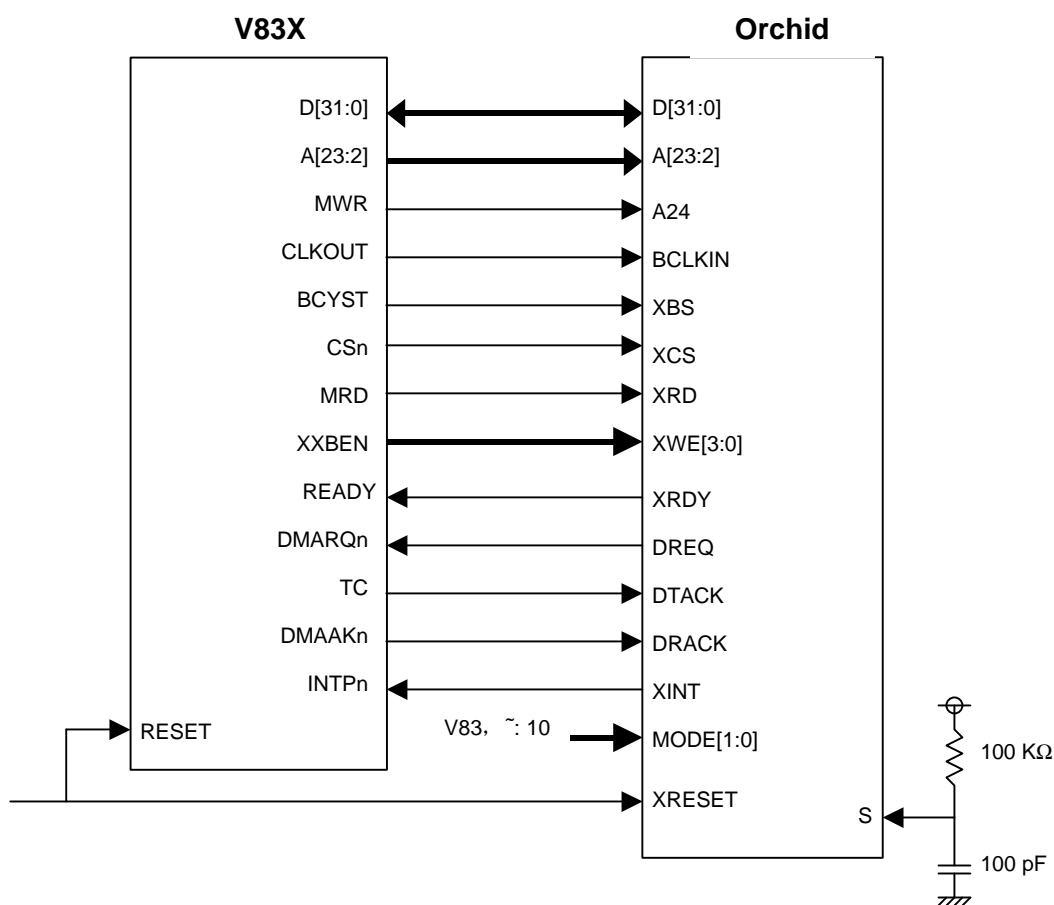 V83X
Orchid
D[31:0]
D[31:0]
A[23:2]
A[23:2]
MWR
A24
CLKOUT
BCLKIN
BCYST
XBS
CSn
XCS
MRD
XRD
XXBEN
XWE[3:0]
READY
XRDY
DMARQn
DREQ
TC
DTACK
DMAAKn
DRACK
INTPn
XINT
RESET
V83， ~: 10
MODE[1:0]
100 KΩ
XRESET
S
100 pF